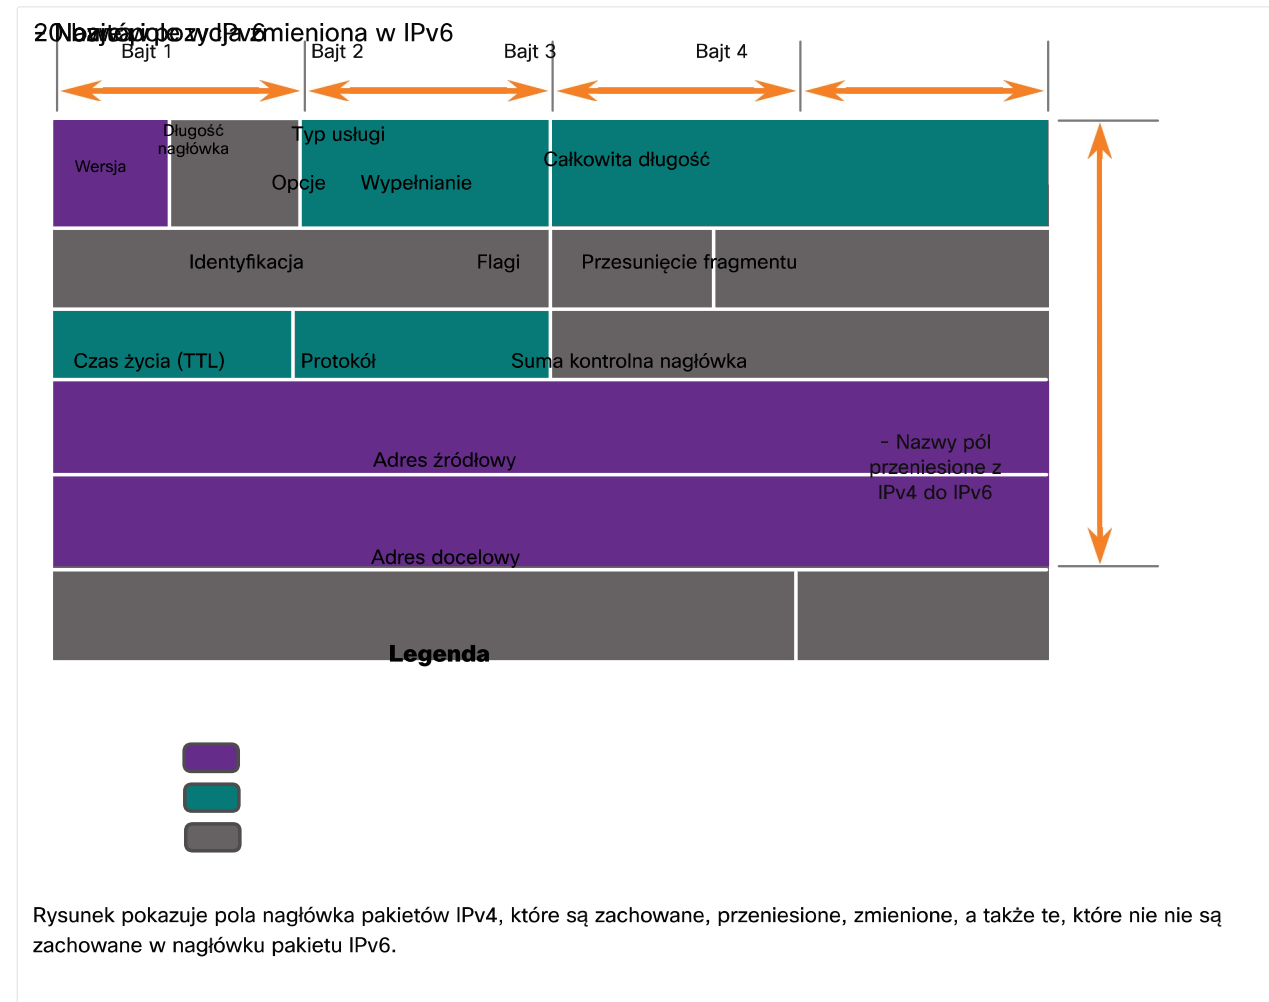 zmieniona w IPv6
Bajt 1 Bajt 2 Bajt 3 Bajt 4
Wersja
Długość
nagłówka
Typ usługi
Całkowita długość
Opcje Wypełnianie
Identyfikacja Flagi Przesunięcie fragmentu
Czas życia (TTL) Protokół Suma kontrolna nagłówka
Adres źródłowy
- Nazwy pól
przeniesione z
IPv4 do IPv6
Adres docelowy
Legenda
Rysunek pokazuje pola nagłówka pakietów IPv4, które są zachowane, przeniesione, zmienione, a także te, które nie nie są
zachowane w nagłówku pakietu IPv6.